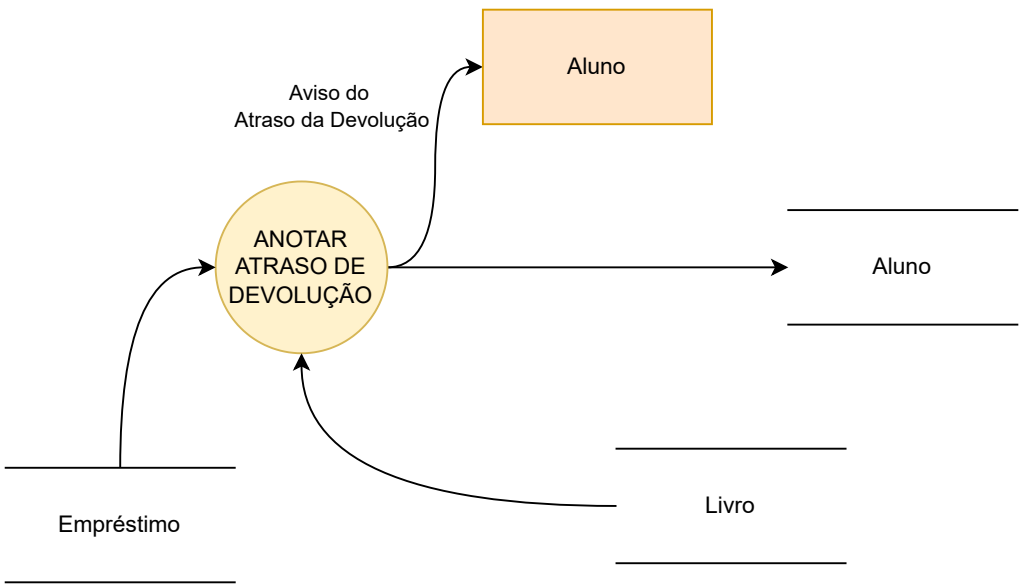 Aluno
Aviso do
Atraso da Devolução
ANOTAR
ATRASO DE
DEVOLUÇÃO
Aluno
Livro
Empréstimo